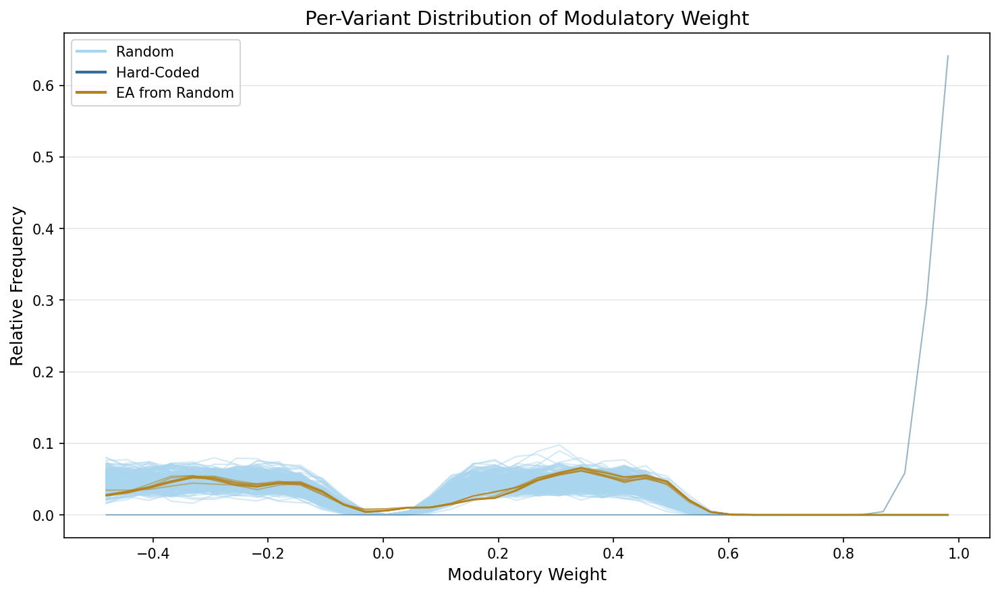 Per-Variant Distribution of Modulatory Weight
Random
Hard-Coded
EA from Random
Relative Frequency
0.6
0.5
0.4
0.3
0.2
0.1
0.0
−0.4
−0.2
0.0
0.2
0.4
0.6
0.8
1.0
Modulatory Weight